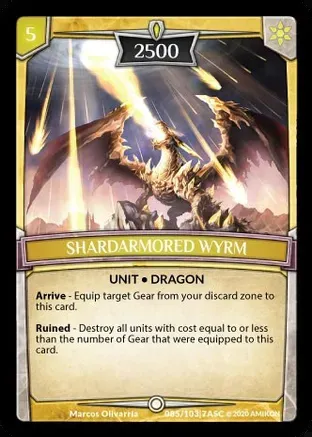 5
2500
SHARDARMORED WYRM
UNIT • DRAGON
Arrive - Equip target Gear from your discard zone to
this card.
Ruined - Destroy all units with cost equal to or less
than the number of Gear that were equipped to this
card.
Marcos Olivarria
085/103 7ASC © 2020 AMIKON